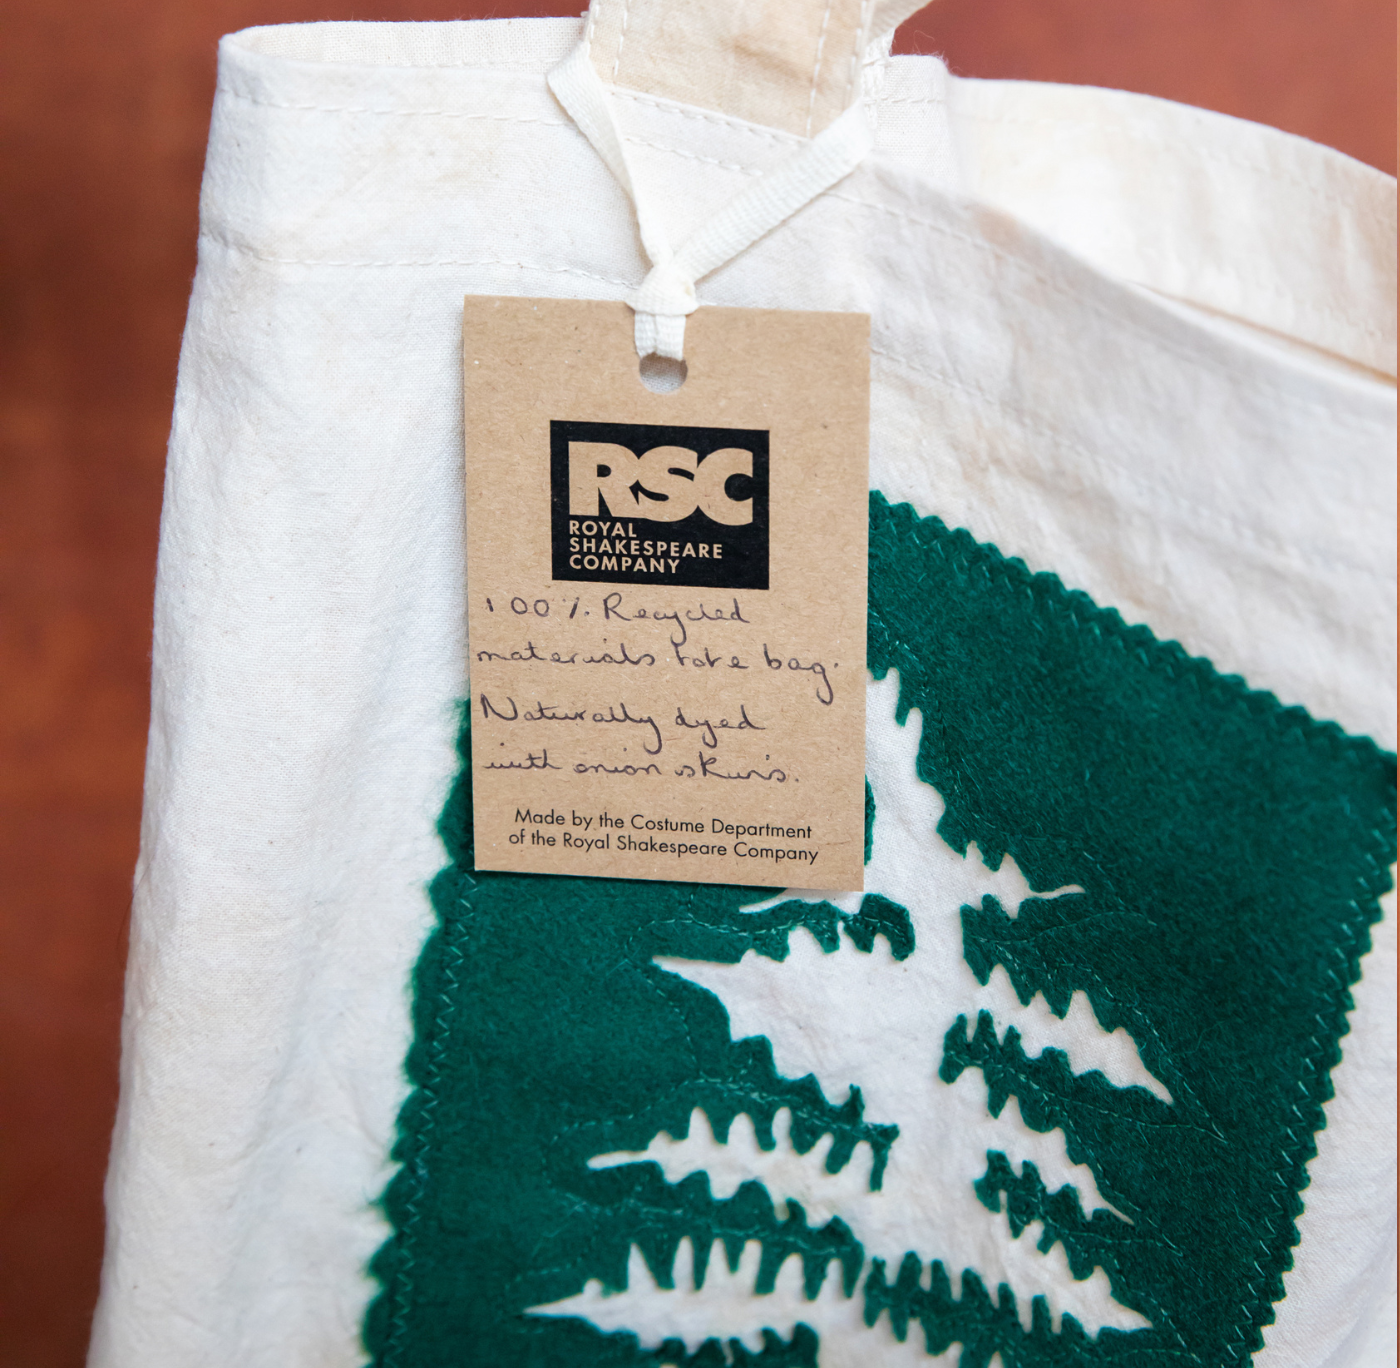 RSC
ROYAL
SHAKESPEARE
COMPANY
100% Recycled
materials tote bag.
Naturally dyed
with onion skins.
Made by the Costume Department
of the Royal Shakespeare Company